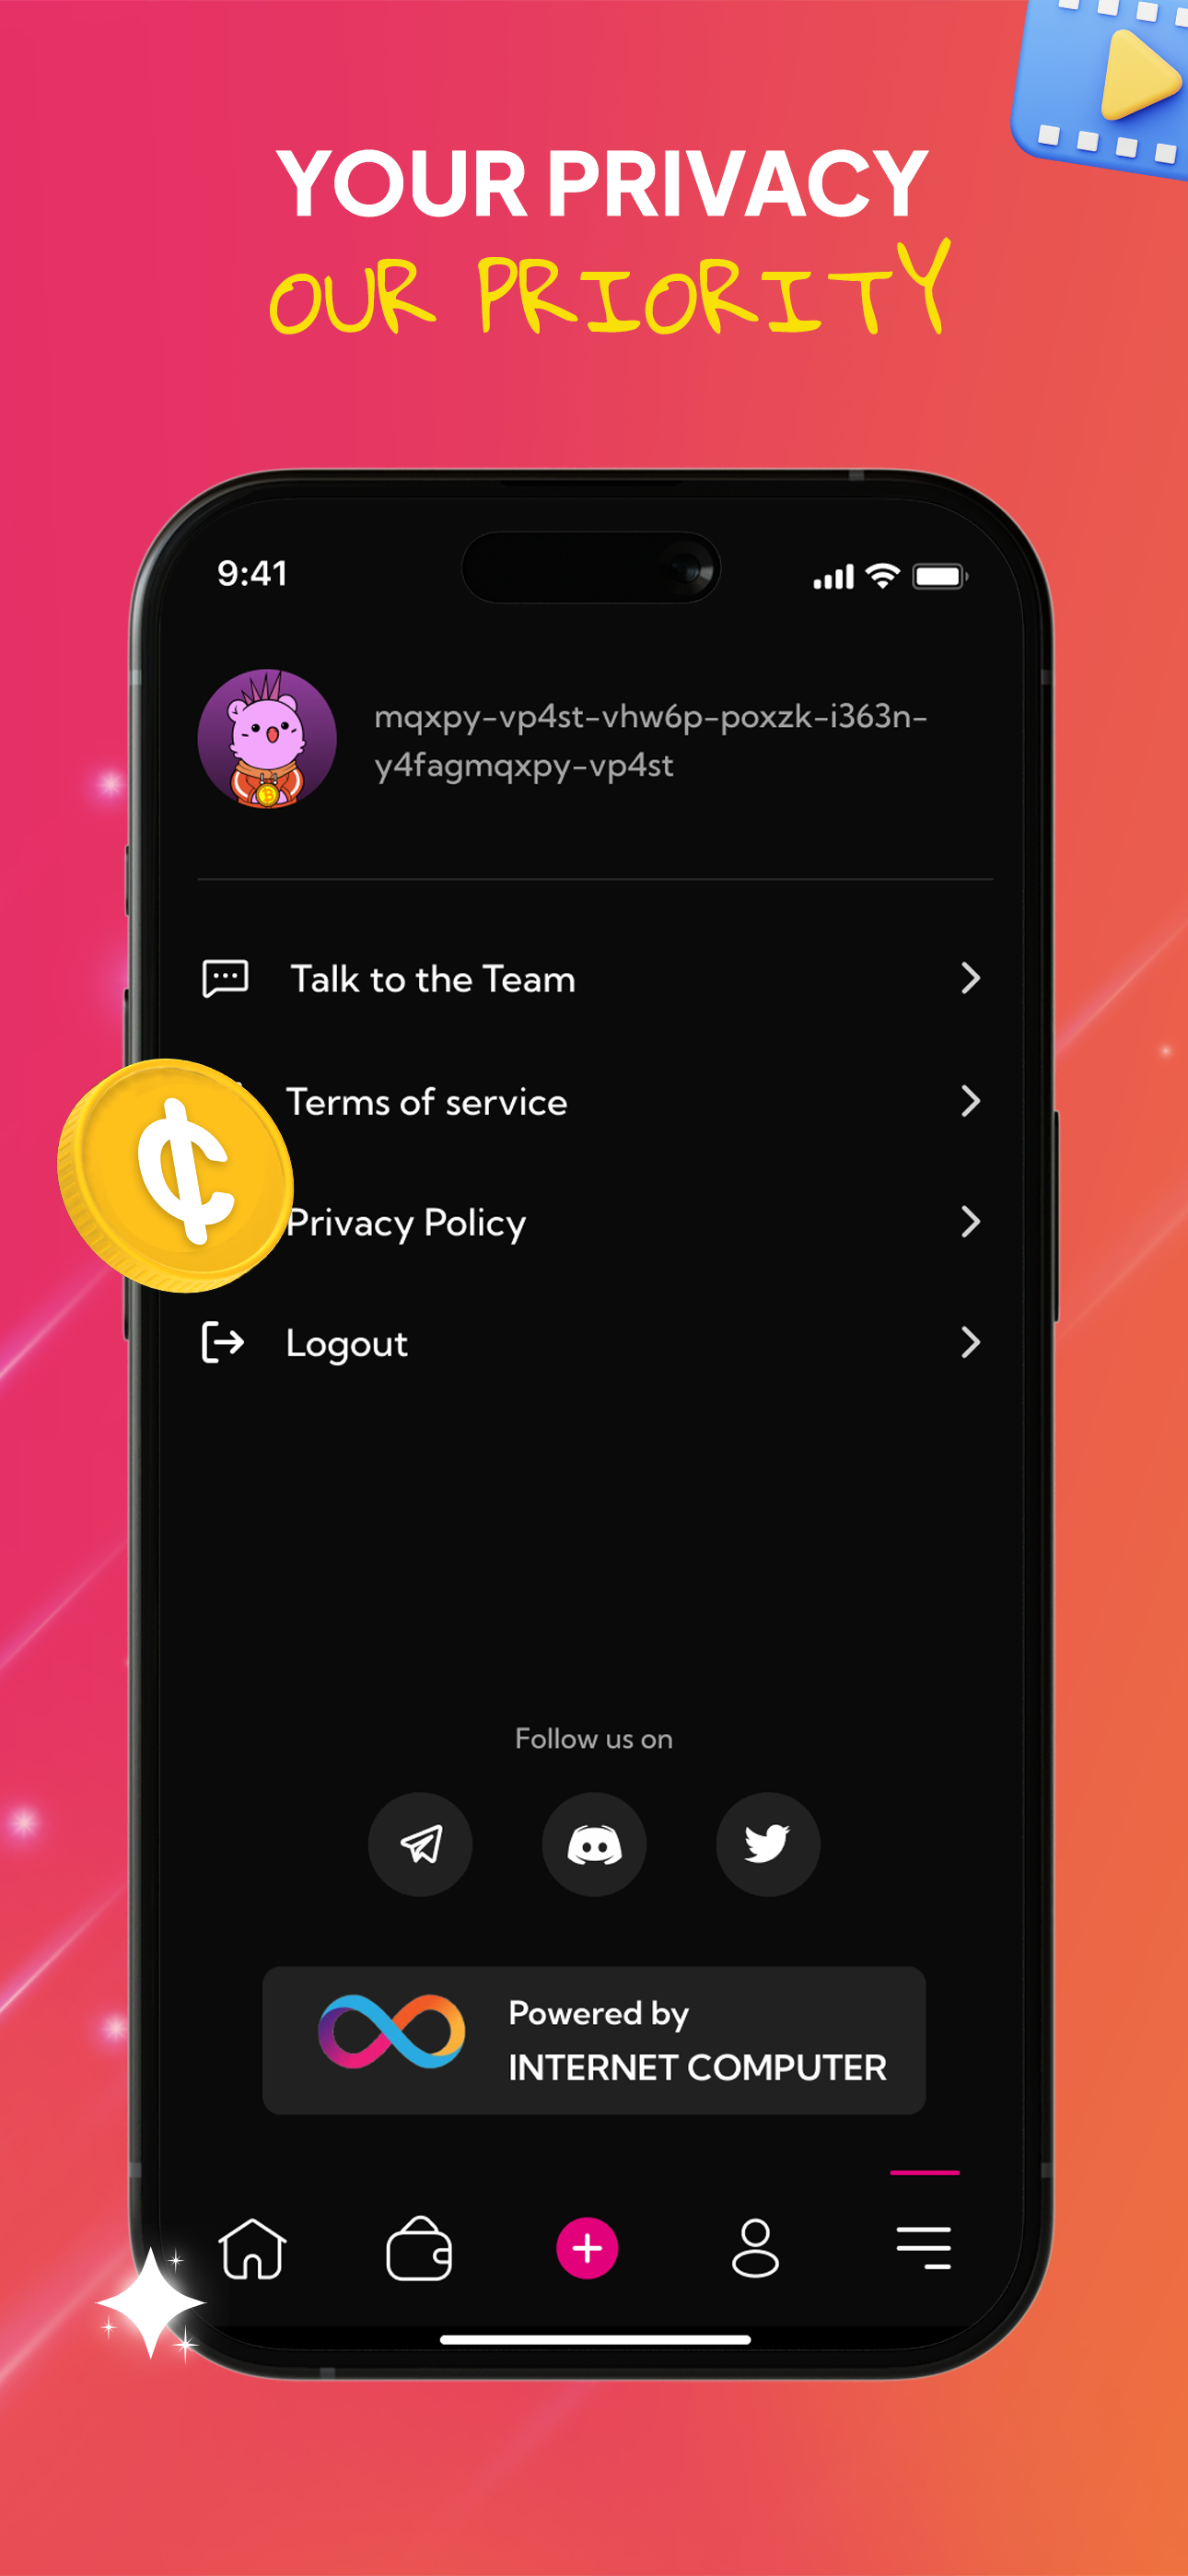 YOUR PRIVACY
OUR PRIORITY
9:41
mqxpy-vp4st-vhw6p-poxzk-i363n-
y4fagmqxpy-vp4st
Talk to the Team
Terms of service
Privacy Policy
Logout
Follow us on
Powered by
INTERNET COMPUTER